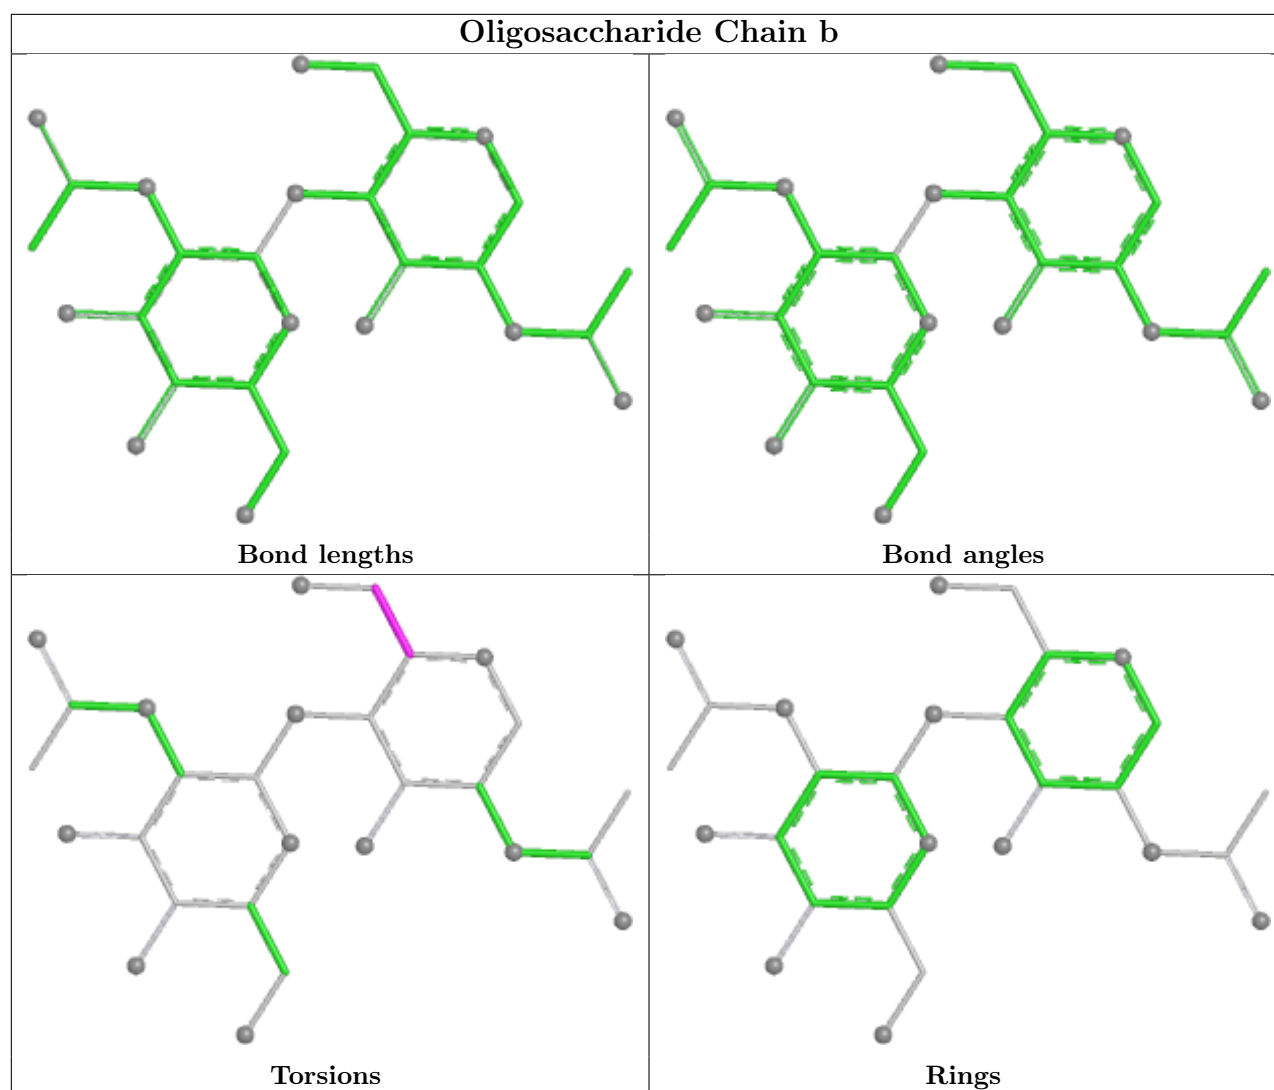 Oligosaccharide Chain b
Bond lengths
Bond angles
Torsions
Rings